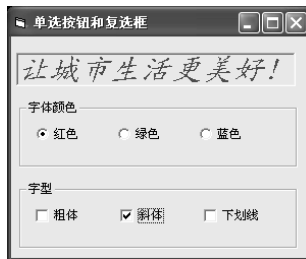 单选按钮和复选框
让城市生活更美好!
字体颜色
红色 绿色 蓝色
字型
粗体 斜体 下划线